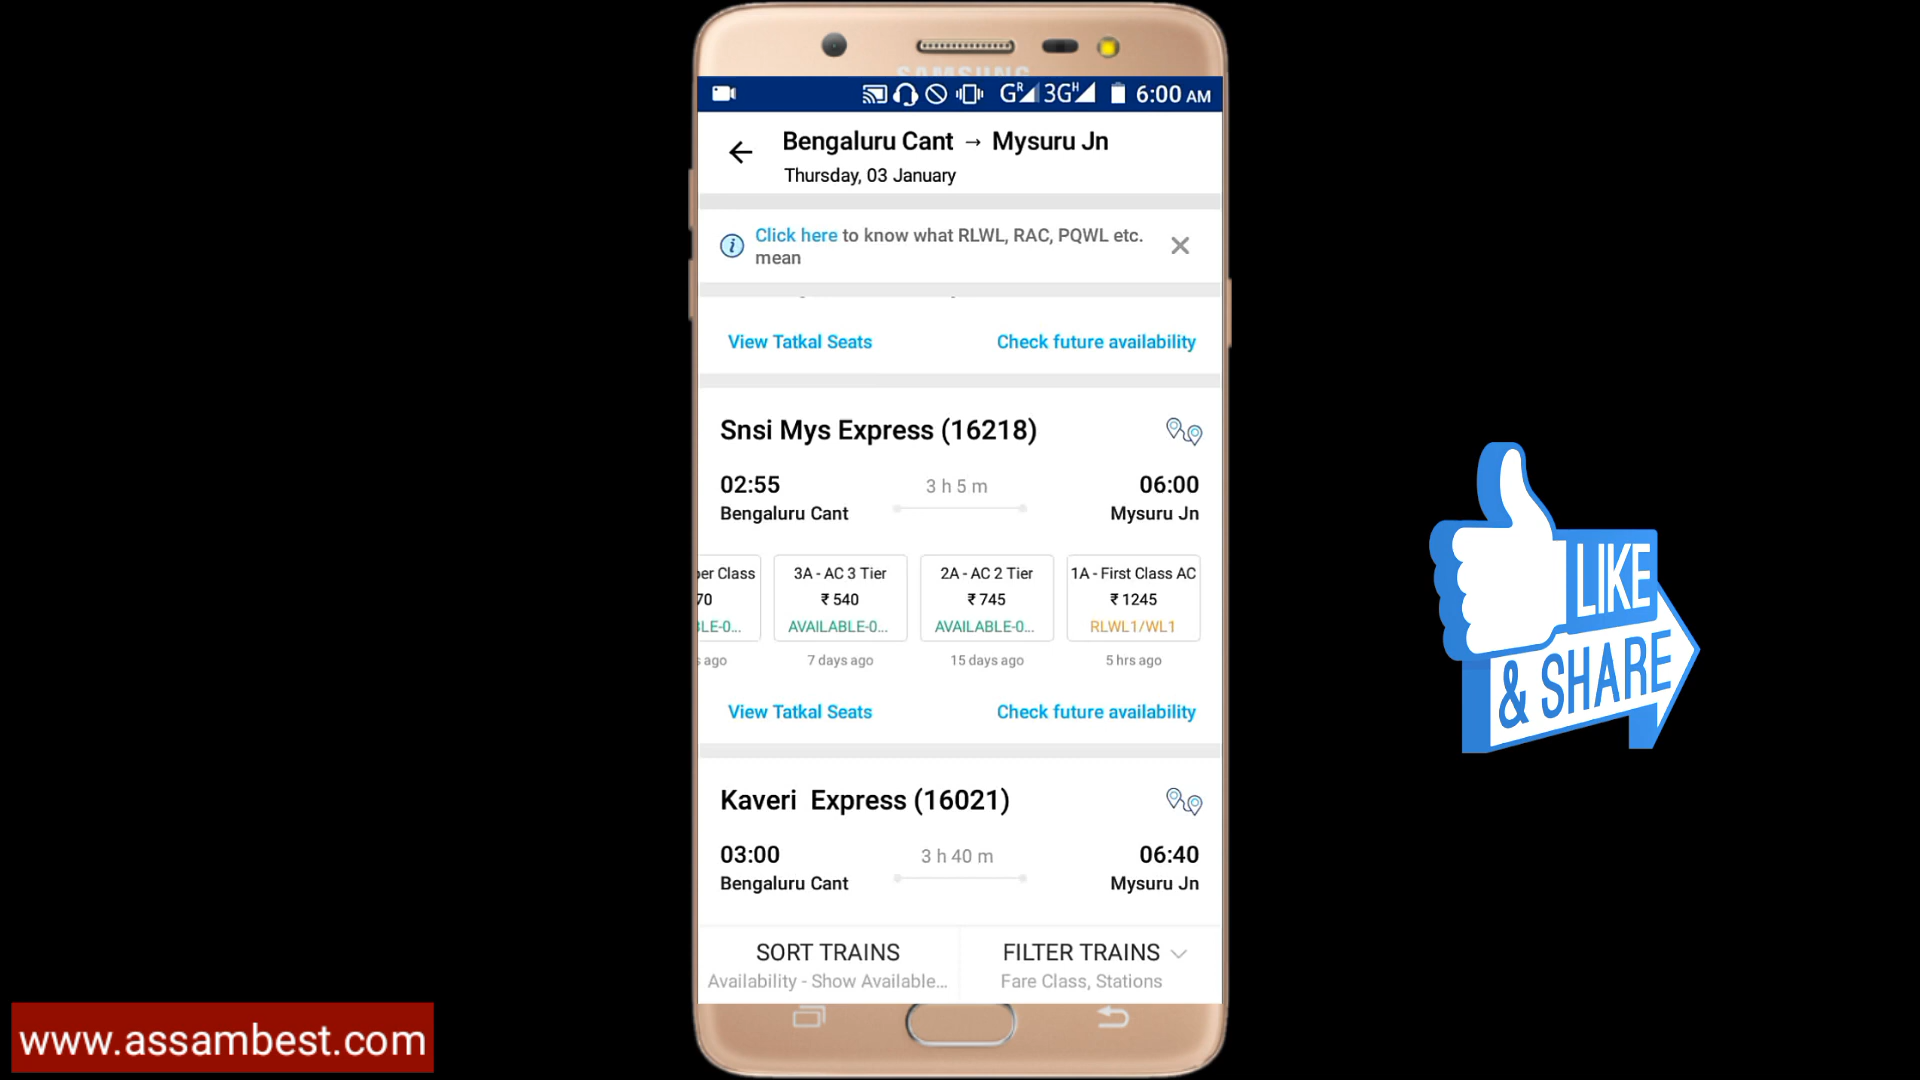 SAMSUNG
GR 3GH 6:00 AM
Bengaluru Cant → Mysuru Jn
Thursday, 03 January
Click here to know what RLWL, RAC, PQWL etc.
mean
View Tatkal Seats Check future availability
Snsi Mys Express (16218)
02:55 3 h 5 m 06:00
Bengaluru Cant Mysuru Jn
er Class 3A - AC 3 Tier 2A - AC 2 Tier 1A - First Class AC
70 ₹ 540 ₹ 745 ₹ 1245
LE-0... AVAILABLE-0... AVAILABLE-0... RLWL1/WL1
s ago 7 days ago 15 days ago 5 hrs ago
View Tatkal Seats Check future availability
Kaveri Express (16021)
03:00 3 h 40 m 06:40
Bengaluru Cant Mysuru Jn
SORT TRAINS FILTER TRAINS
Availability - Show Available... Fare Class, Stations
LIKE
& SHARE
www.assambest.com